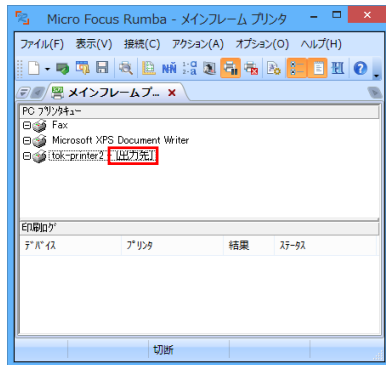 Micro Focus Rumba - メインフレーム プリンタ
ファイル(F) 表示(V) 接続(C) アクション(A) オプション(O) ヘルプ(H)
メインフレームプ...
PC プリンタキュー
Fax
Microsoft XPS Document Writer
tok-printer2 - [出力先]
印刷ログ
デバイス プリンタ 結果 ステータス
切断